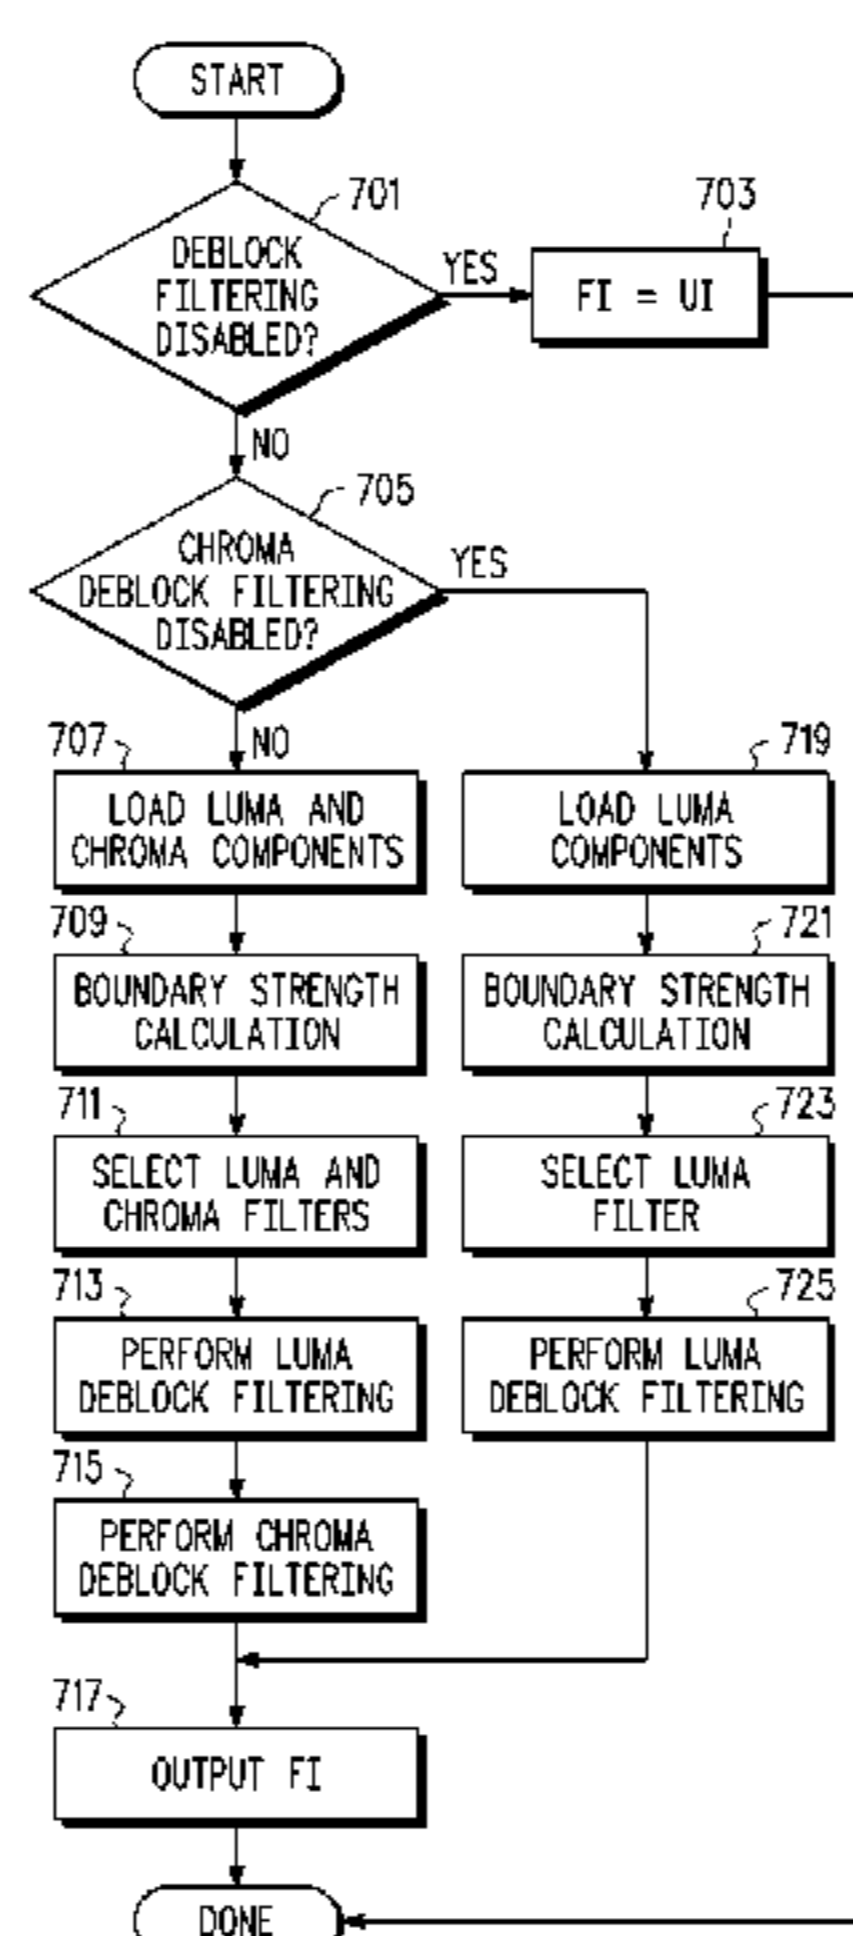 START
701
DEBLOCK
FILTERING
DISABLED?
YES
703
FI = UI
NO
705
CHROMA
DEBLOCK FILTERING
DISABLED?
YES
NO
707
LOAD LUMA AND
CHROMA COMPONENTS
709
BOUNDARY STRENGTH
CALCULATION
711
SELECT LUMA AND
CHROMA FILTERS
713
PERFORM LUMA
DEBLOCK FILTERING
715
PERFORM CHROMA
DEBLOCK FILTERING
719
LOAD LUMA
COMPONENTS
721
BOUNDARY STRENGTH
CALCULATION
723
SELECT LUMA
FILTER
725
PERFORM LUMA
DEBLOCK FILTERING
717
OUTPUT FI
DONE